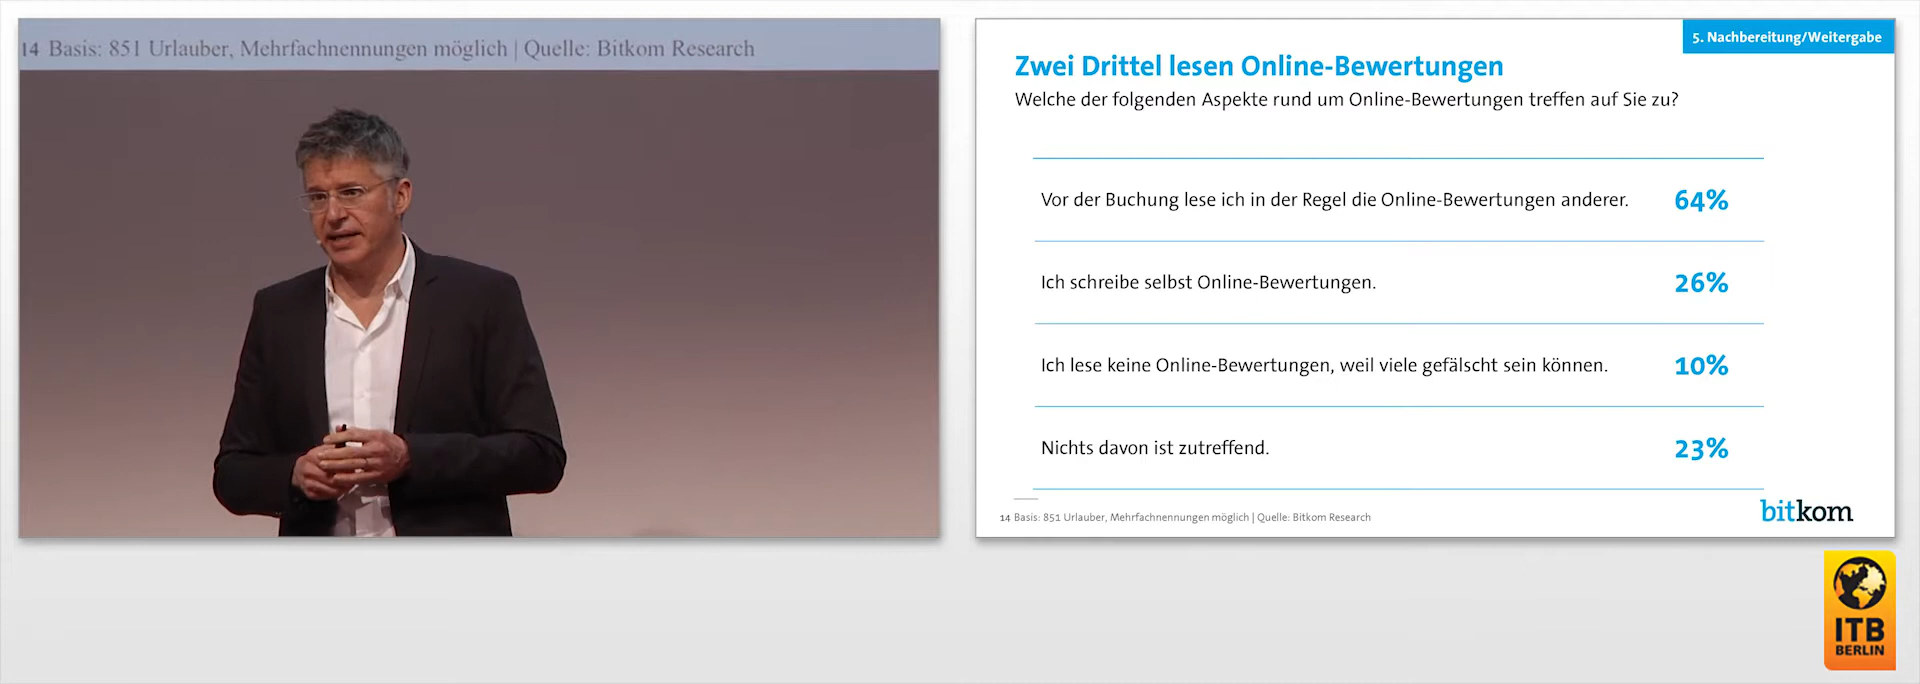 14 Basis: 851 Urlauber, Mehrfachnennungen möglich | Quelle: Bitkom Research
5. Nachbereitung/Weitergabe
Zwei Drittel lesen Online-Bewertungen
Welche der folgenden Aspekte rund um Online-Bewertungen treffen auf Sie zu?
Vor der Buchung lese ich in der Regel die Online-Bewertungen anderer. 64%
Ich schreibe selbst Online-Bewertungen. 26%
Ich lese keine Online-Bewertungen, weil viele gefälscht sein können. 10%
Nichts davon ist zutreffend. 23%
14 Basis: 851 Urlauber, Mehrfachnennungen möglich | Quelle: Bitkom Research
bitkom
ITB
BERLIN